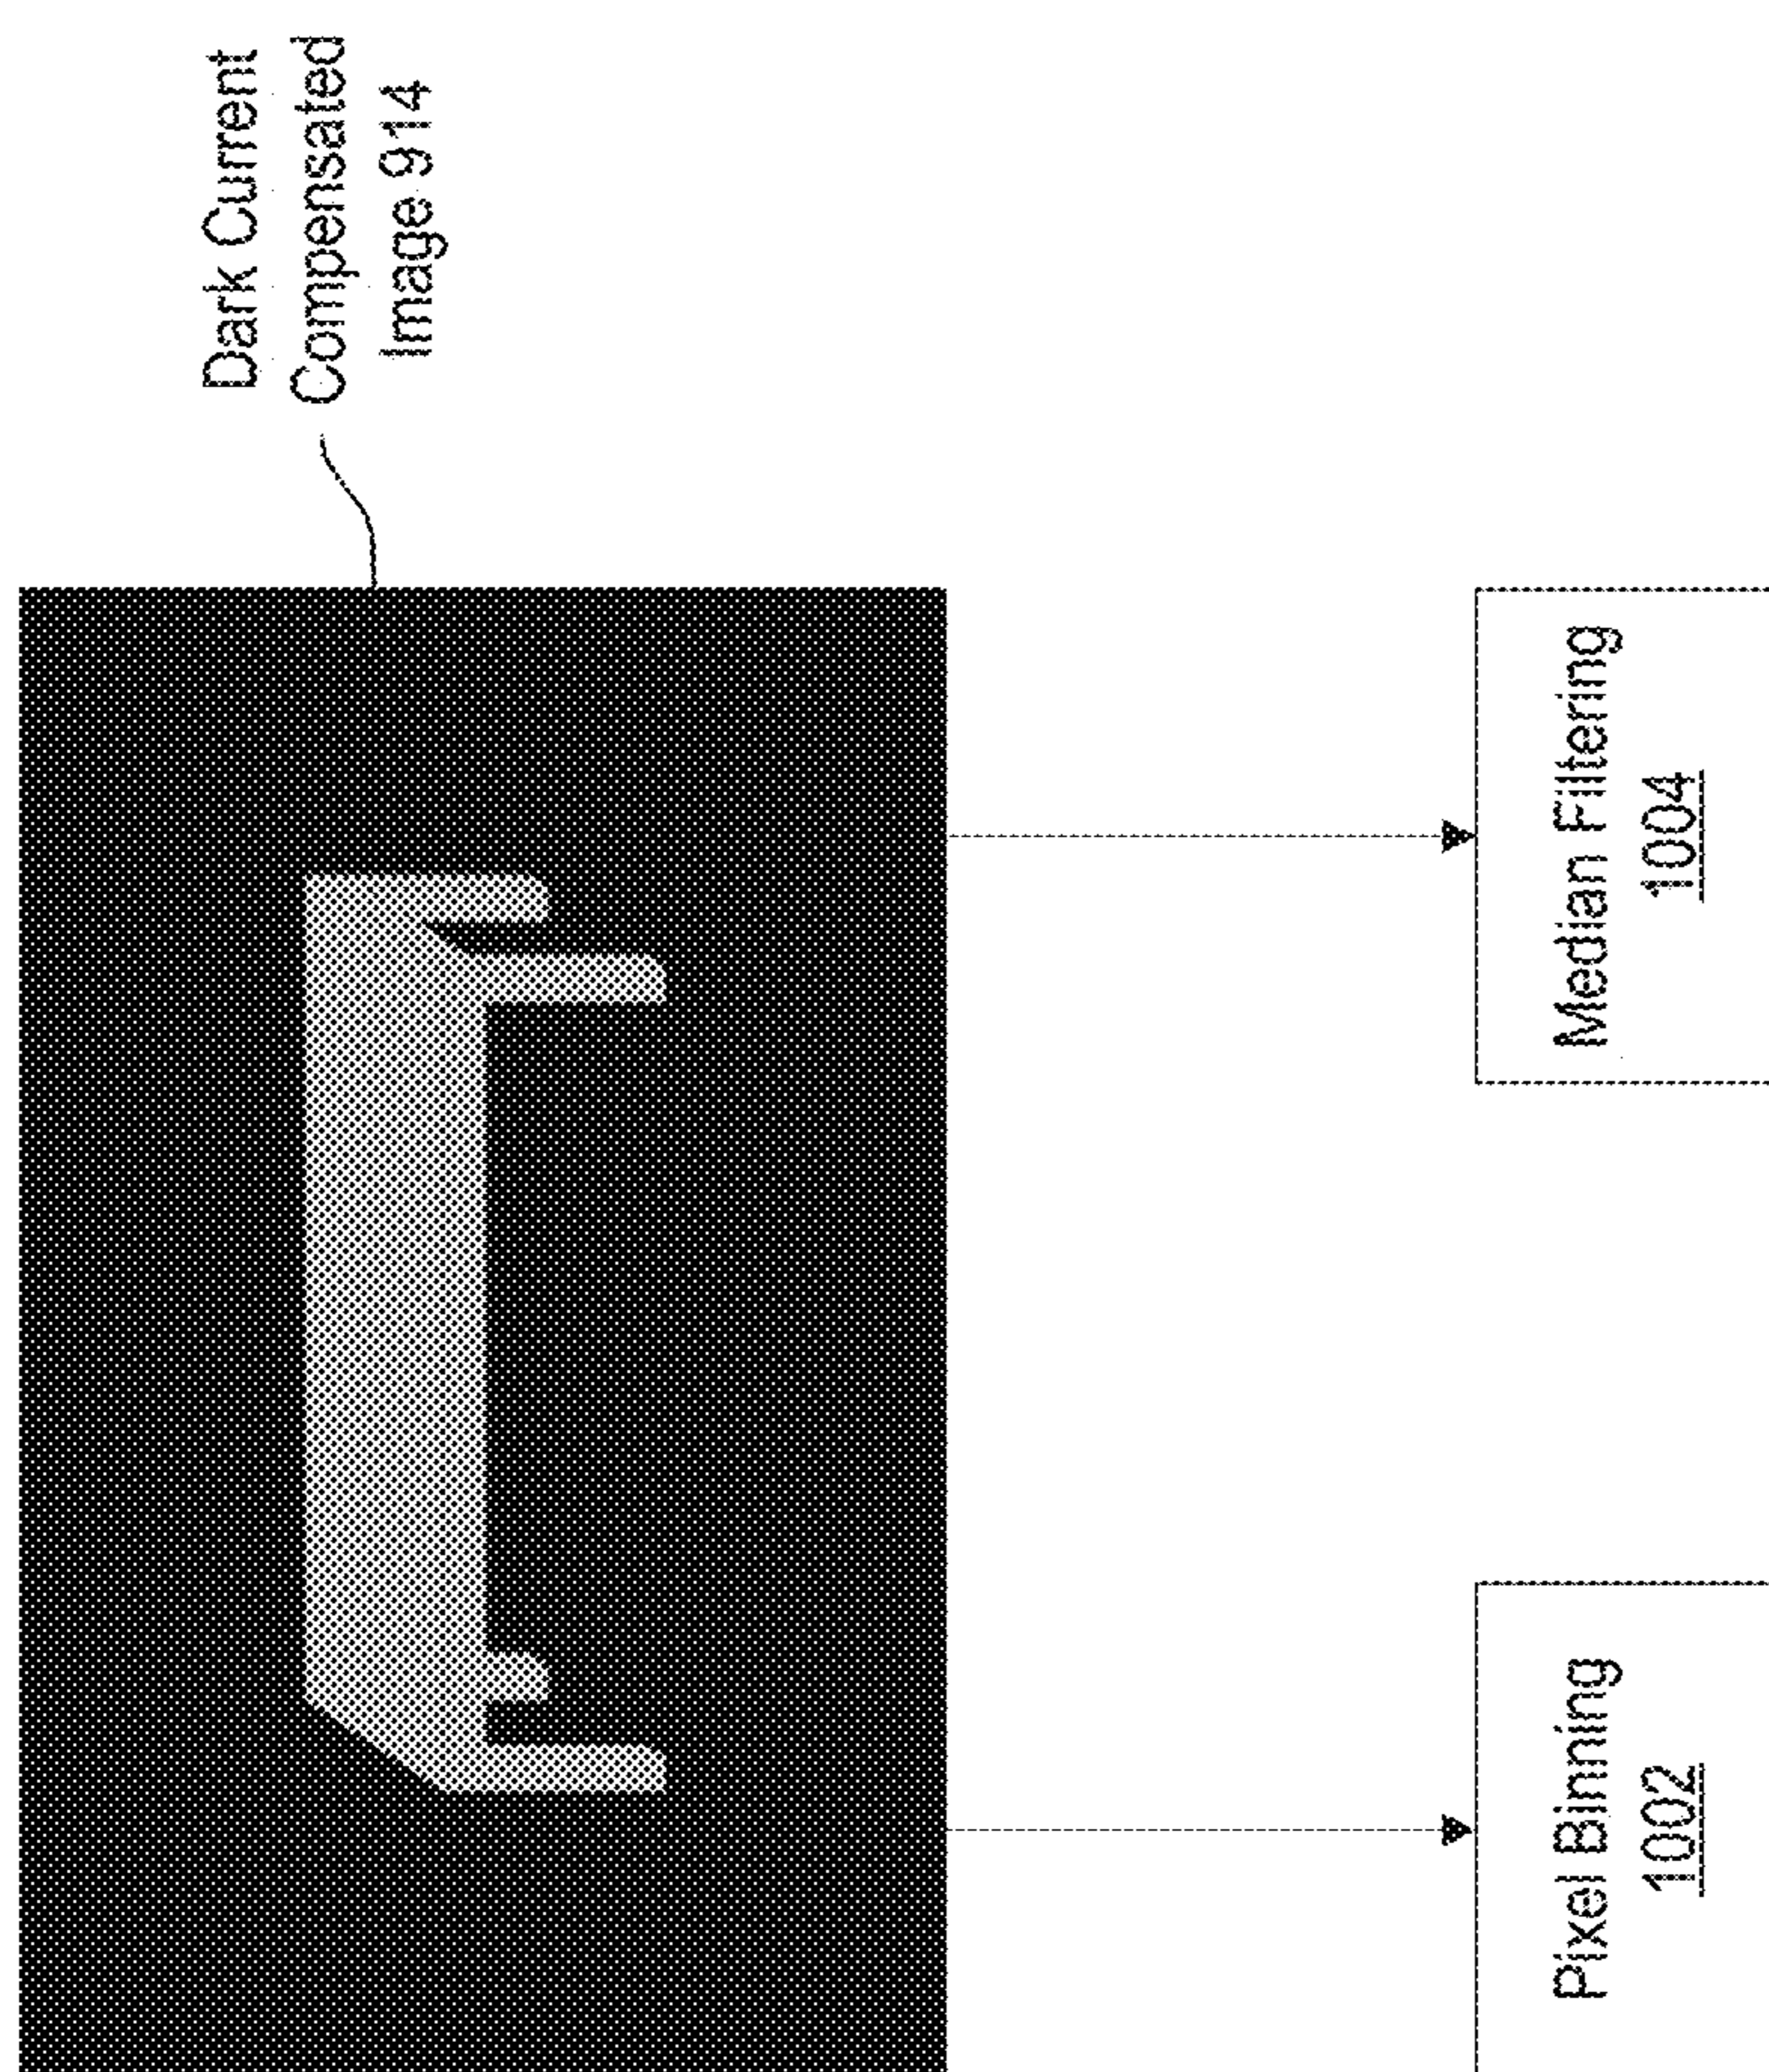 Dark Current
Compensated
Image 914
Pixel Binning
1002
Median Filtering
1004